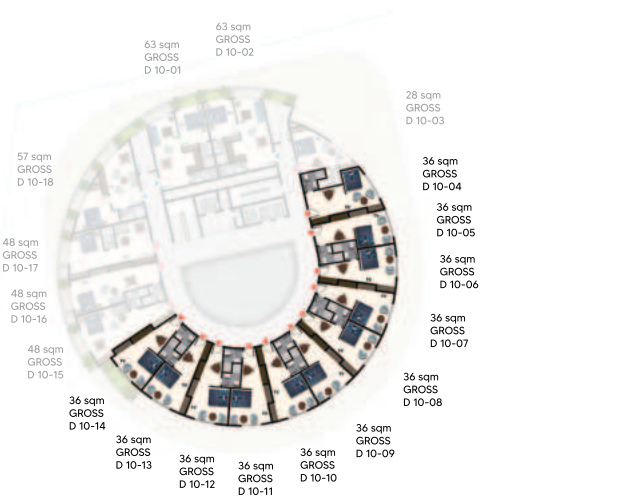 63 sqm
GROSS
D 10-01
63 sqm
GROSS
D 10-02
28 sqm
GROSS
D 10-03
36 sqm
GROSS
D 10-04
36 sqm
GROSS
D 10-05
36 sqm
GROSS
D 10-06
36 sqm
GROSS
D 10-07
36 sqm
GROSS
D 10-08
36 sqm
GROSS
D 10-09
36 sqm
GROSS
D 10-10
36 sqm
GROSS
D 10-11
36 sqm
GROSS
D 10-12
36 sqm
GROSS
D 10-13
36 sqm
GROSS
D 10-14
48 sqm
GROSS
D 10-15
48 sqm
GROSS
D 10-16
48 sqm
GROSS
D 10-17
57 sqm
GROSS
D 10-18